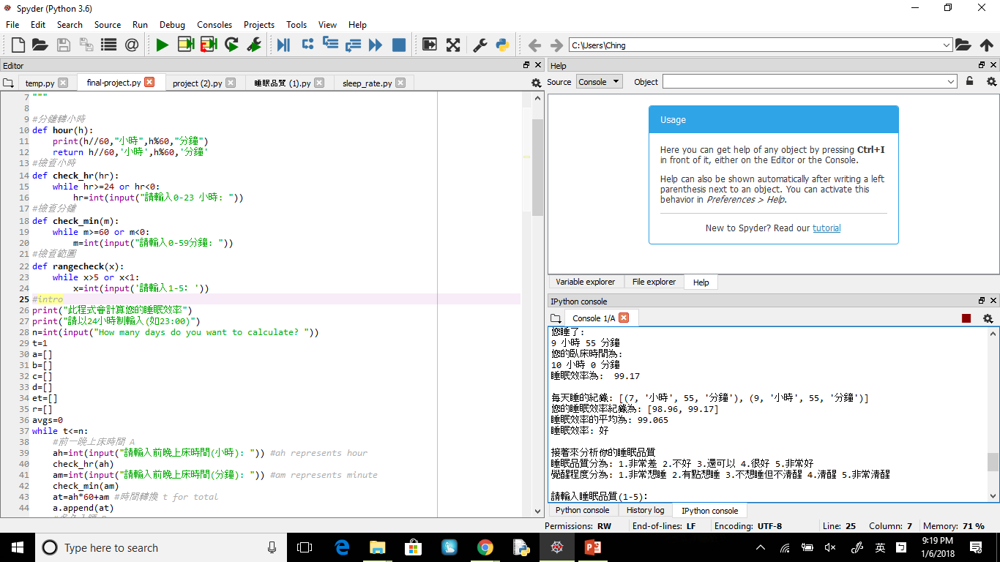 Spyder (Python 3.6)
File Edit Search Source Run Debug Consoles Projects Tools View Help
C:\Users\Ching
Editor
temp.py final-project.py project (2).py 睡眠品質 (1).py sleep_rate.py
7 """
8
9 #分鐘轉小時
10 def hour(h):
11     print(h//60,"小時",h%60,"分鐘")
12     return h//60,'小時',h%60,'分鐘'
13 #檢查小時
14 def check_hr(hr):
15     while hr>=24 or hr<0:
16         hr=int(input("請輸入0-23 小時: "))
17 #檢查分鐘
18 def check_min(m):
19     while m>=60 or m<0:
20         m=int(input("請輸入0-59分鐘: "))
21 #檢查範圍
22 def rangecheck(x):
23     while x>5 or x<1:
24         x=int(input('請輸入1-5: '))
25 #intro
26 print("此程式會計算您的睡眠效率")
27 print("請以24小時制輸入(如23:00)")
28 n=int(input("How many days do you want to calculate? "))
29 t=1
30 a=[]
31 b=[]
32 c=[]
33 d=[]
34 et=[]
35 r=[]
36 avgs=0
37 while t<=n:
38     #前一晚上床時間 A
39     ah=int(input("請輸入前晚上床時間(小時): ")) #ah represents hour
40     check_hr(ah)
41     am=int(input("請輸入前晚上床時間(分鐘): ")) #am represents minute
42     check_min(am)
43     at=ah*60+am #時間轉換 t for total
44     a.append(at)
Help
Source Console Object
Usage
Here you can get help of any object by pressing Ctrl+I
in front of it, either on the Editor or the Console.
Help can also be shown automatically after writing a left
parenthesis next to an object. You can activate this
behavior in Preferences > Help.
New to Spyder? Read our tutorial
Variable explorer File explorer Help
IPython console
Console 1/A
您睡了:
9 小時 55 分鐘
您的臥床時間為:
10 小時 0 分鐘
睡眠效率為:  99.17
每天睡的紀錄: [(7, '小時', 55, '分鐘'), (9, '小時', 55, '分鐘')]
您的睡眠效率紀錄為: [98.96, 99.17]
睡眠效率的平均為: 99.065
睡眠效率: 好
接著來分析你的睡眠品質
睡眠品質分為: 1.非常差 2.不好 3.還可以 4.很好 5.非常好
覺醒程度分為: 1.非常想睡 2.有點想睡 3.不想睡但不清醒 4.清醒 5.非常清醒
請輸入睡眠品質(1-5):
Python console History log IPython console
Permissions: RW End-of-lines: LF Encoding: UTF-8 Line: 25 Column: 7 Memory: 71 %
Type here to search
英
9:19 PM
1/6/2018